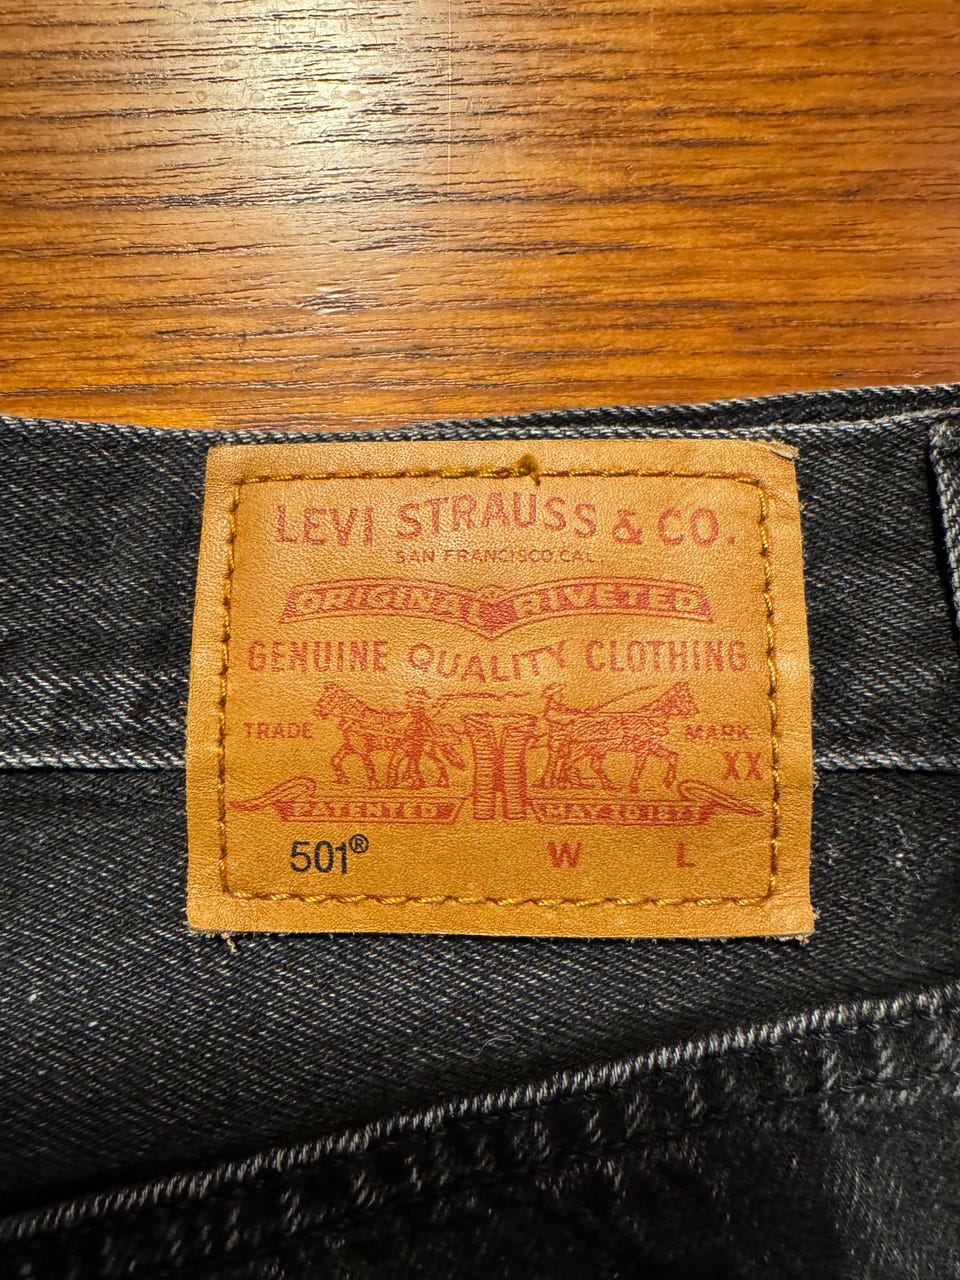 LEVI STRAUSS & CO.
SAN FRANCISCO, CAL.
ORIGINAL RIVETED
GENUINE QUALITY CLOTHING
TRADE MARK
XX
PATENTED MAY 20 1873
501® W L